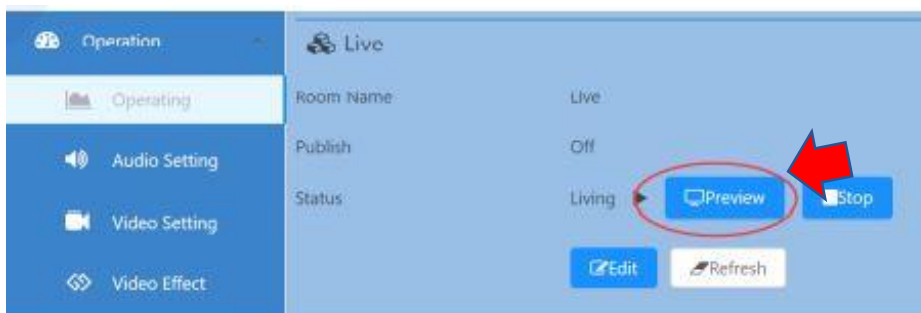 Operation
Live
Operating
Room Name Live
Audio Setting
Publish Off
Status Living Preview Stop
Video Setting
Edit Refresh
Video Effect